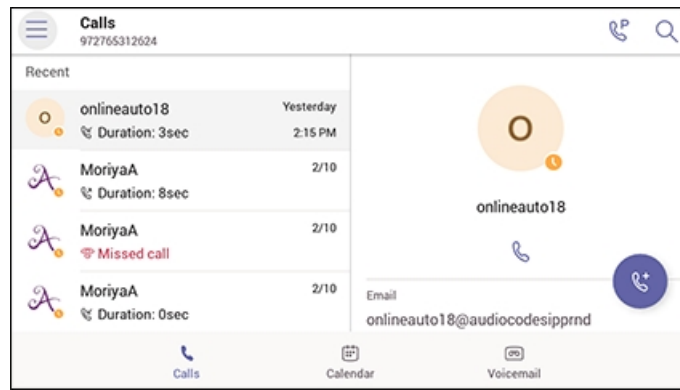 Calls
972765312624
P
Recent
O
onlineauto18
Yesterday
Duration: 3sec
2:15 PM
A
MoriyaA
2/10
Duration: 8sec
A
MoriyaA
2/10
Missed call
A
MoriyaA
2/10
Duration: 0sec
O
onlineauto18
Email
onlineauto18@audiocodesipprnd
Calls
Calendar
Voicemail